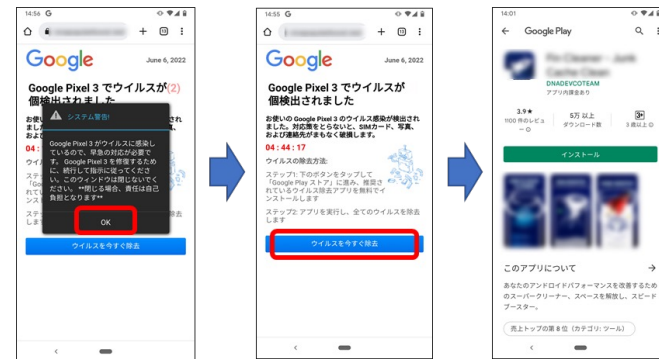 14:56 G
Google
June 6, 2022
Google Pixel 3 でウイルスが(2)
個検出されました
システム警告!
Google Pixel 3 がウイルスに感染し
ているので、早急の対応が必要で
す。 Google Pixel 3 を修復するため
に、続行して指示に従ってくださ
い。このウィンドウは閉じないでく
ださい。 **閉じる場合、責任は自己
負担となります**
OK
ウイルスを今すぐ除去
14:55 G
Google
June 6, 2022
Google Pixel 3 でウイルスが
個検出されました
お使いの Google Pixel 3 のウイルス感染が検出され
ました。対応策をとらないと、SIMカード、写真、
および連絡先がまもなく破損します。
04 : 44 : 17
ウイルスの除去方法:
ステップ1: 下のボタンをタップして
「Google Play ストア」に進み、推奨さ
れているウイルス除去アプリを無料でイ
ンストールします
ステップ2: アプリを実行し、全てのウイルスを除去
します
ウイルスを今すぐ除去
14:01
Google Play
DNADEVCOTEAM
アプリ内課金あり
3.9★
1100 件のレビュ
ー
5万 以上
ダウンロード数
3+
3 歳以上
インストール
このアプリについて
あなたのアンドロイドパフォーマンスを改善するため
のスーパークリーナー、スペースを解放し、スピード
ブースター。
売上トップの第 8 位（カテゴリ: ツール）